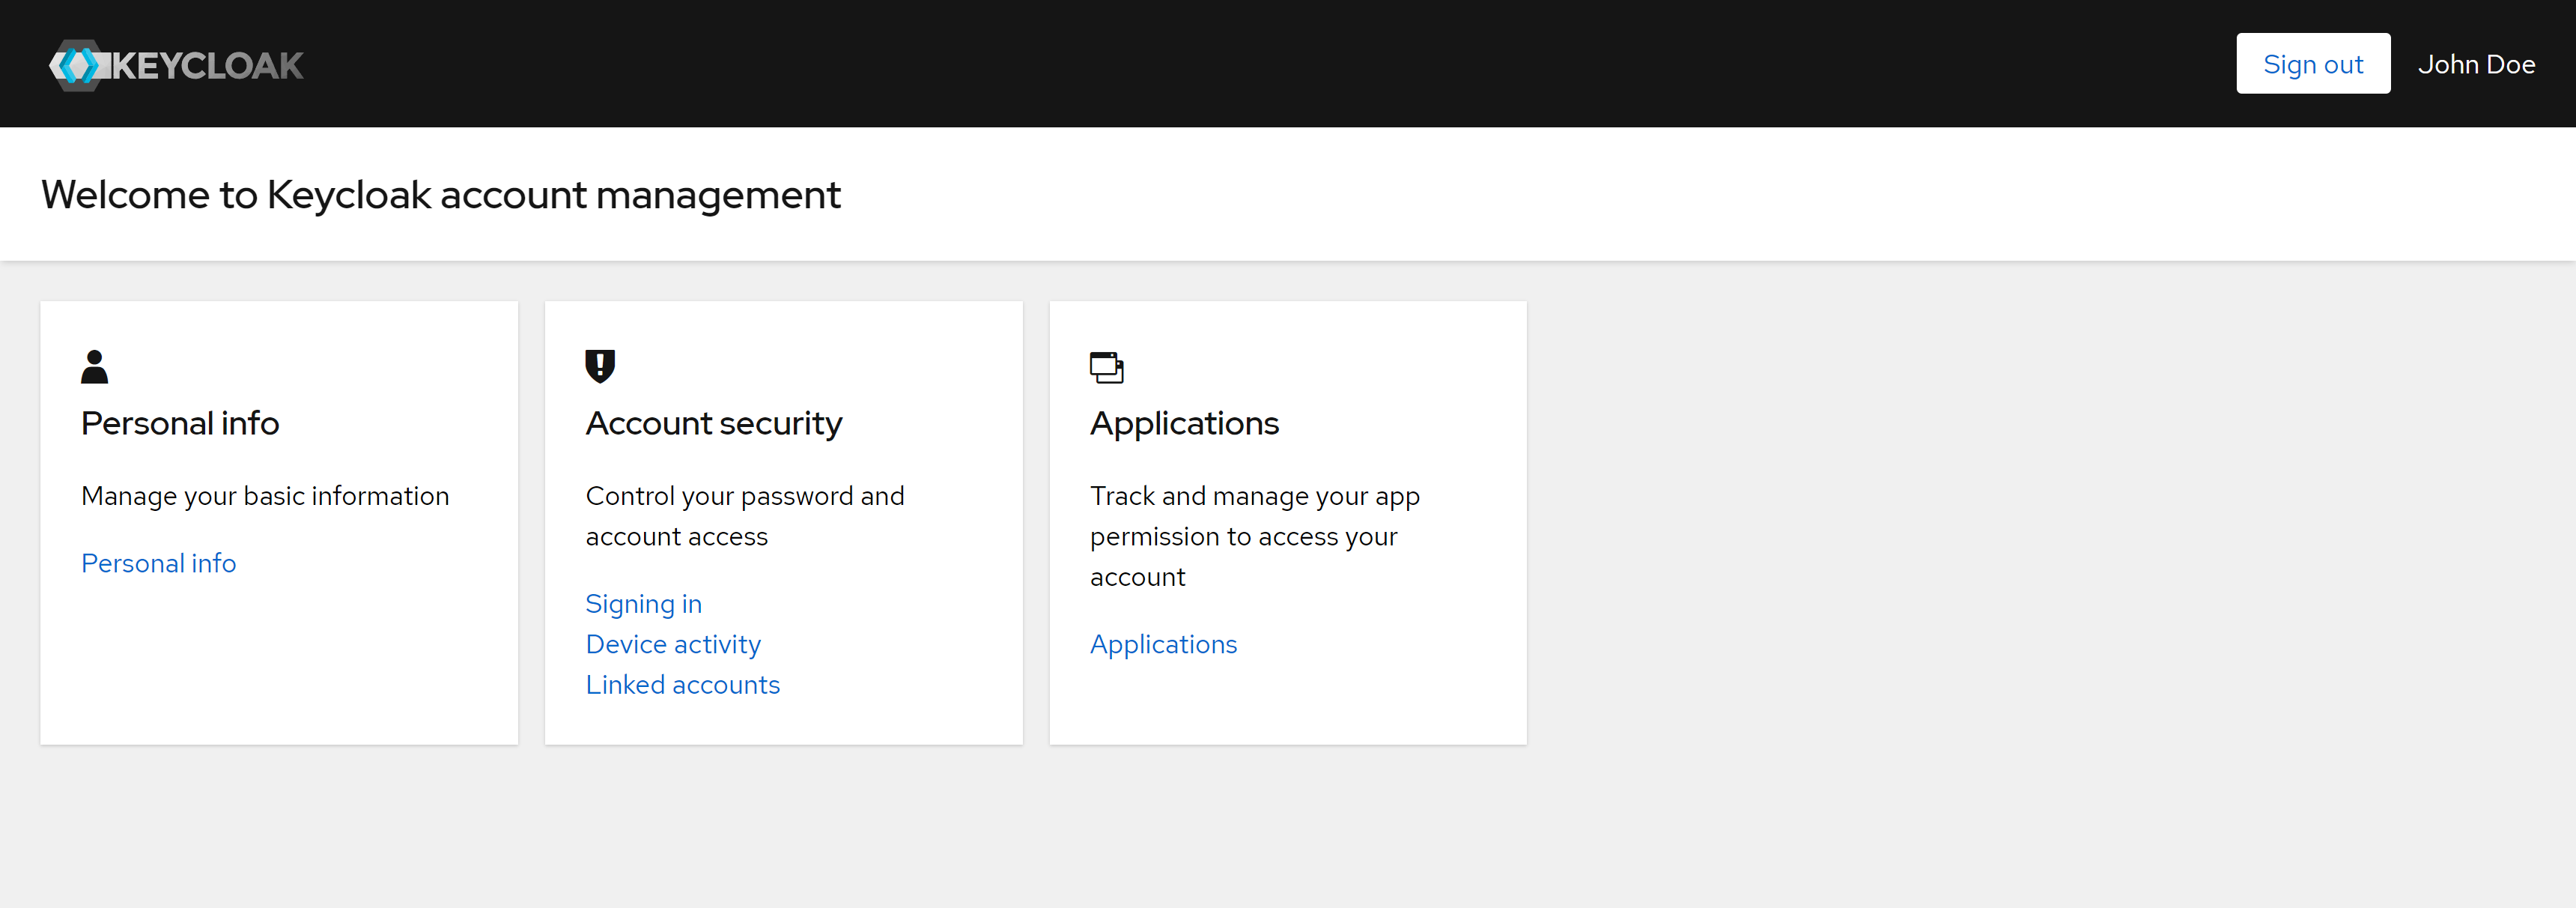 KEYCLOAK
Sign out
John Doe
Welcome to Keycloak account management
Personal info
Manage your basic information
Personal info
Account security
Control your password and
account access
Signing in
Device activity
Linked accounts
Applications
Track and manage your app
permission to access your
account
Applications